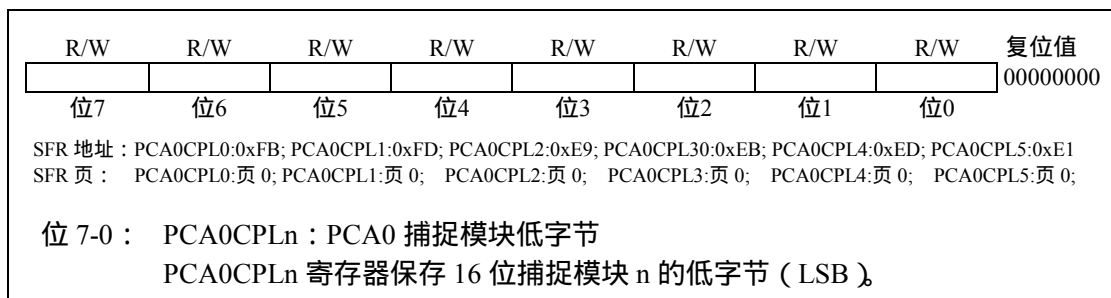 R/W R/W R/W R/W R/W R/W R/W R/W 复位值
00000000
位7 位6 位5 位4 位3 位2 位1 位0
SFR 地址：PCA0CPL0:0xFB; PCA0CPL1:0xFD; PCA0CPL2:0xE9; PCA0CPL30:0xEB; PCA0CPL4:0xED; PCA0CPL5:0xE1
SFR 页： PCA0CPL0:页 0; PCA0CPL1:页 0; PCA0CPL2:页 0; PCA0CPL3:页 0; PCA0CPL4:页 0; PCA0CPL5:页 0;
位 7-0： PCA0CPLn：PCA0 捕捉模块低字节
PCA0CPLn 寄存器保存 16 位捕捉模块 n 的低字节（LSB）。